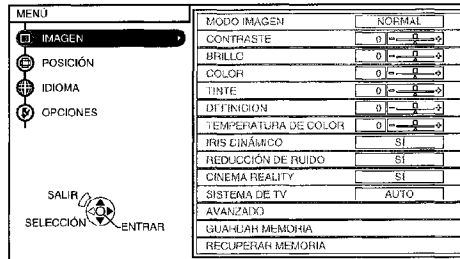 MENÚ
IMAGEN
POSICIÓN
IDIOMA
OPCIONES
SALIR
SELECCIÓN
ENTRAR
MODO IMAGEN NORMAL
CONTRASTE 0
BRILLO 0
COLOR 0
TINTE 0
DEFINICION 0
TEMPERATURA DE COLOR 0
IRIS DINÁMICO SÍ
REDUCCIÓN DE RUIDO SÍ
CINEMA REALITY SÍ
SISTEMA DE TV AUTO
AVANZADO
GUARDAR MEMORIA
RECUPERAR MEMORIA